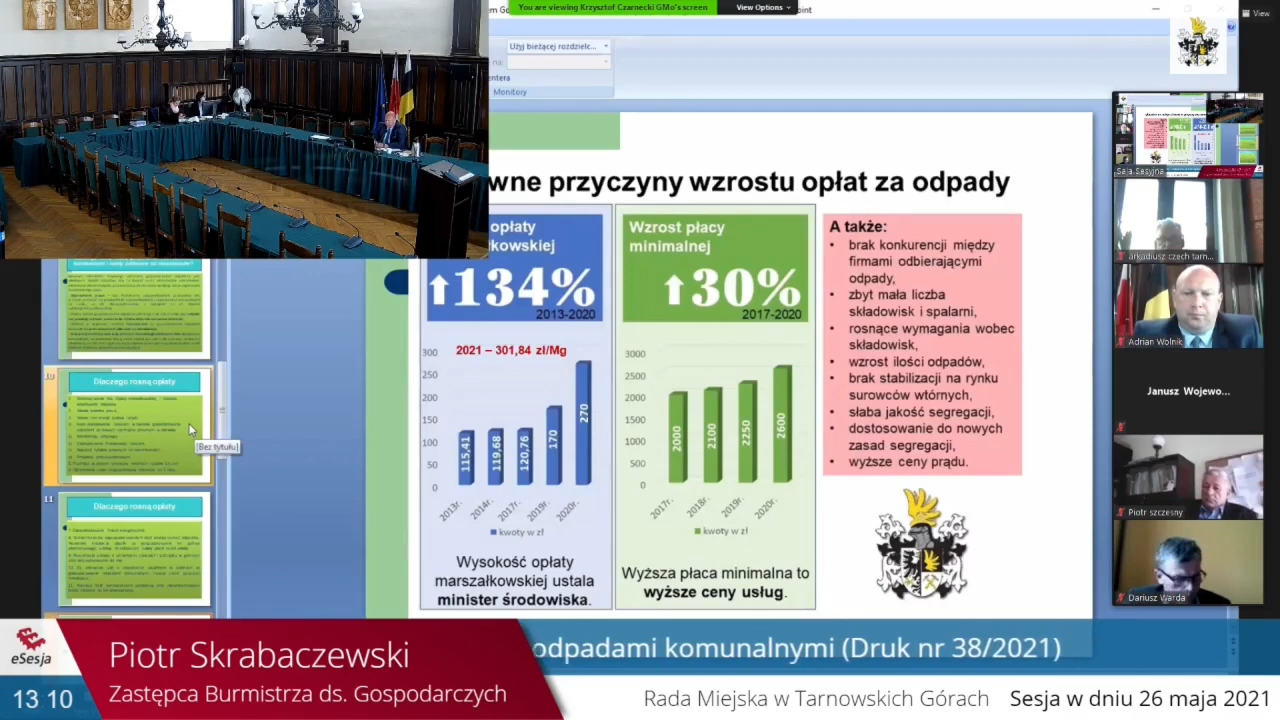 You are viewing Krzysztof Czarnecki GMo's screen
View Options
View
Użyj bieżącej rozdzielc...
na:
Monitory
wne przyczyny wzrostu opłat za odpady
opłaty
kowskiej
134%
2013-2020
2021 – 301,84 zł/Mg
300
250
200
150
100
50
0
115,41
119,68
120,76
170
270
2013r.
2014r.
2017r.
2019r.
2020r.
kwoty w zł
Wysokość opłaty
marszałkowskiej ustala
minister środowiska.
Wzrost płacy
minimalnej
30%
2017-2020
3000
2500
2000
1500
1000
500
0
2000
2100
2250
2600
2017r.
2018r.
2019r.
2020r.
kwoty w zł
Wyższa płaca minimalna to
wyższe ceny usług.
A także:
• brak konkurencji między
firmami odbierającymi
odpady,
• zbyt mała liczba
składowisk i spalarni,
• rosnące wymagania wobec
składowisk,
• wzrost ilości odpadów,
• brak stabilizacji na rynku
surowców wtórnych,
• słaba jakość segregacji,
• dostosowanie do nowych
zasad segregacji,
• wyższe ceny prądu.
10
Dlaczego rosną opłaty
[Bez tytułu]
11
Dlaczego rosną opłaty
Sala Sesyjna
arkadiusz czech tarn...
Adrian Wolnik
Janusz Wojewo...
Piotr szczesny
Dariusz Warda
eSesja
13 10
Piotr Skrabaczewski
Zastępca Burmistrza ds. Gospodarczych
odpadami komunalnymi (Druk nr 38/2021)
Rada Miejska w Tarnowskich Górach
Sesja w dniu 26 maja 2021